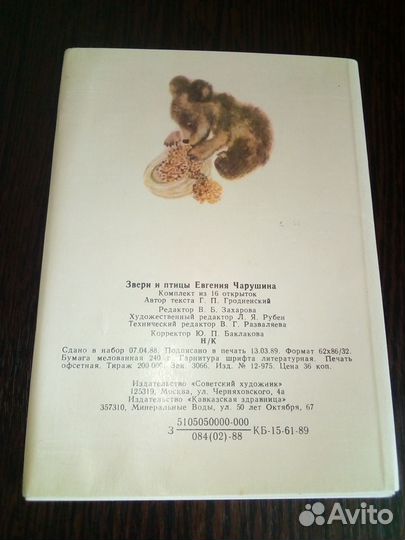 Звери и птицы Евгения Чарушина
Комплект из 16 открыток
Автор текста Г. П. Гродненский
Редактор В. Б. Захарова
Художественный редактор Л. Я. Рубен
Технический редактор В. Г. Разваляева
Корректор Ю. П. Баклакова
Н/К
Сдано в набор 07.04.88. Подписано в печать 13.03.89. Формат 62x86/32.
Бумага мелованная 240 г. Гарнитура шрифта литературная. Печать
офсетная. Тираж 200 000. Зак. 3066. Изд. № 12-975. Цена 36 коп.
Издательство «Советский художник»
125319, Москва, ул. Черняховского, 4а
Издательство «Кавказская здравница»
357310, Минеральные Воды, ул. 50 лет Октября, 67
З 5105050000-000 КБ-15-61-89
084(02)-88
Avito